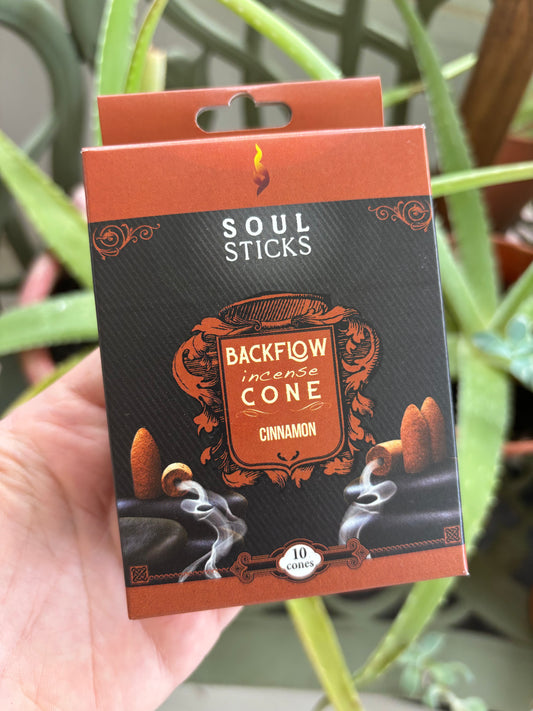 SOUL
STICKS
BACKFLOW
incense
CONE
CINNAMON
10
cones